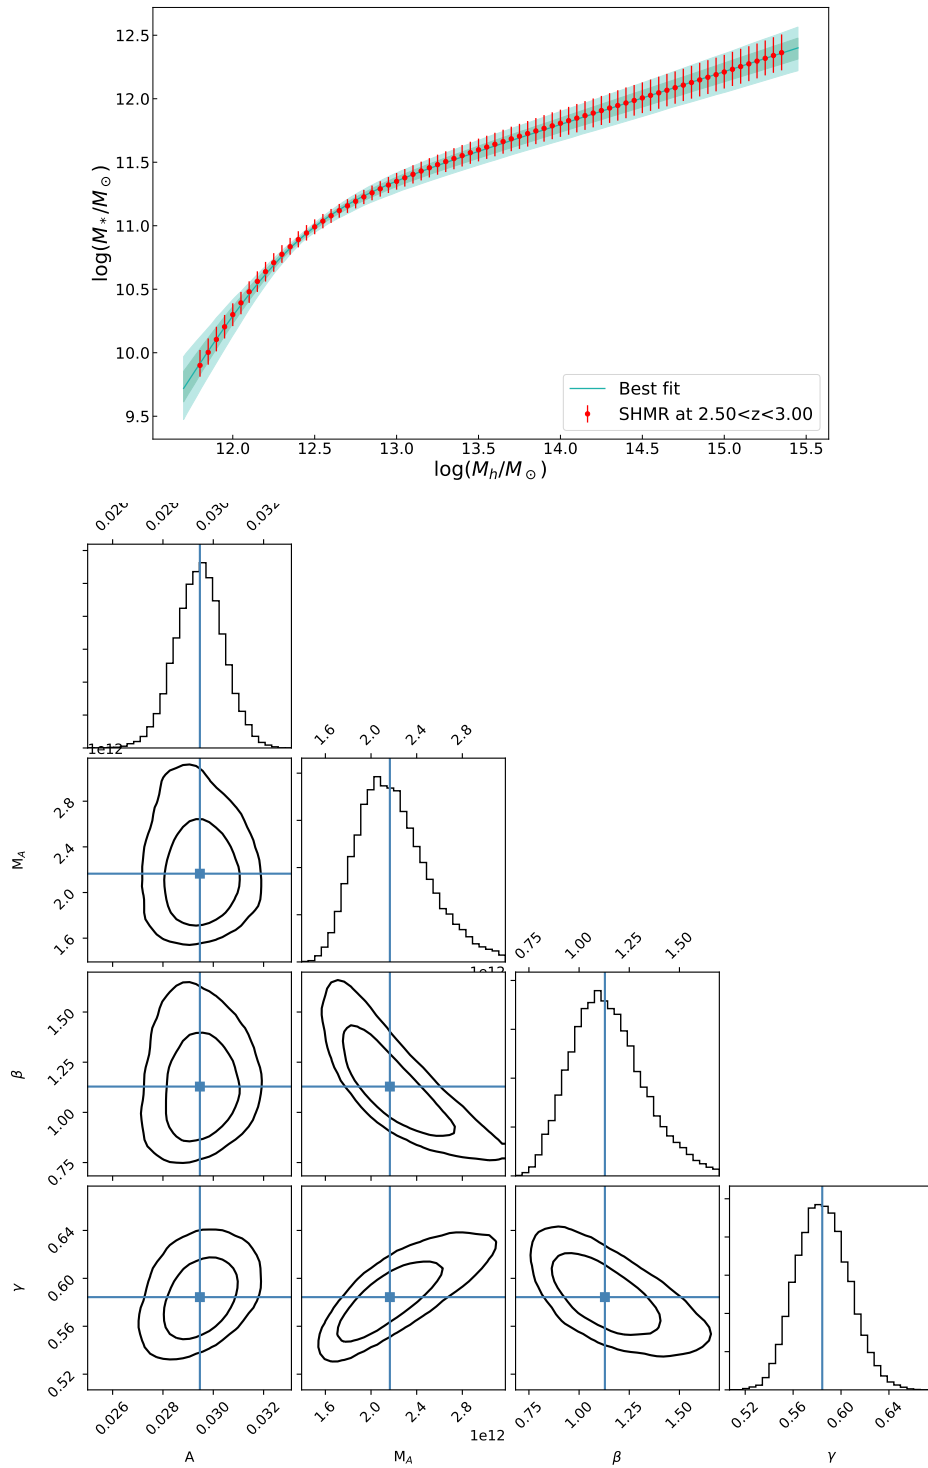 12.5
12.0
11.5
11.0
10.5
10.0
9.5
log(M*/M⊙)
Best fit
SHMR at 2.50<z<3.00
12.0 12.5 13.0 13.5 14.0 14.5 15.0 15.5
log(Mh/M⊙)
0.026 0.028 0.030 0.032
1e12
1.6 2.0 2.4 2.8
2.8
2.4
2.0
1.6
MA
1e12
0.75 1.00 1.25 1.50
1.50
1.25
1.00
0.75
β
0.64
0.60
0.56
0.52
γ
0.026 0.028 0.030 0.032
1.6 2.0 2.4 2.8
0.75 1.00 1.25 1.50
0.52 0.56 0.60 0.64
1e12
A MA β γ